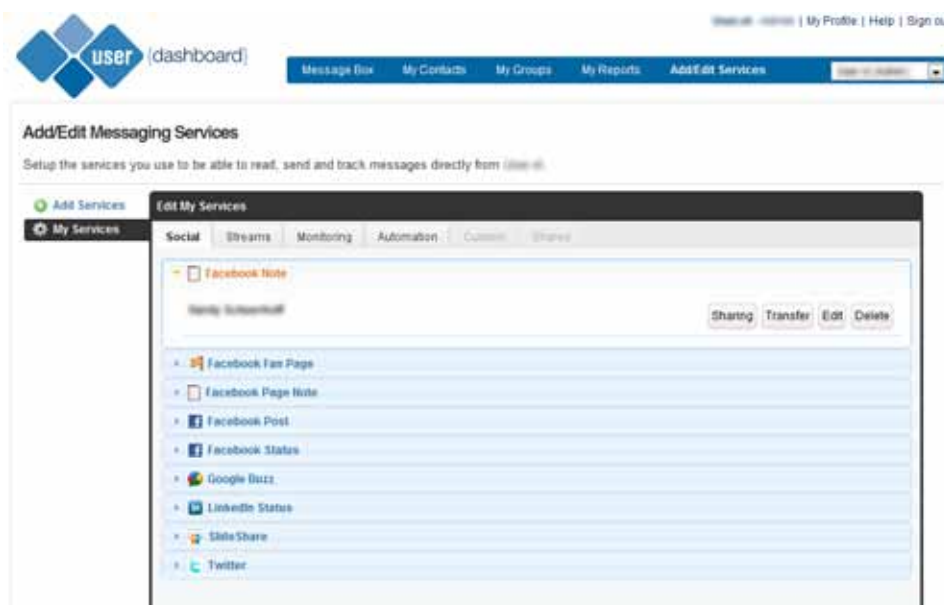 | My Profile | Help | Sign ou
user {dashboard}
Message Box My Contacts My Groups My Reports Add/Edit Services
Add/Edit Messaging Services
Setup the services you use to be able to read, send and track messages directly from
Add Services
My Services
Edit My Services
Social Streams Monitoring Automation Custom Shares
Facebook Note
Sharing Transfer Edit Delete
Facebook Fan Page
Facebook Page Note
Facebook Post
Facebook Status
Google Buzz
LinkedIn Status
SlideShare
Twitter